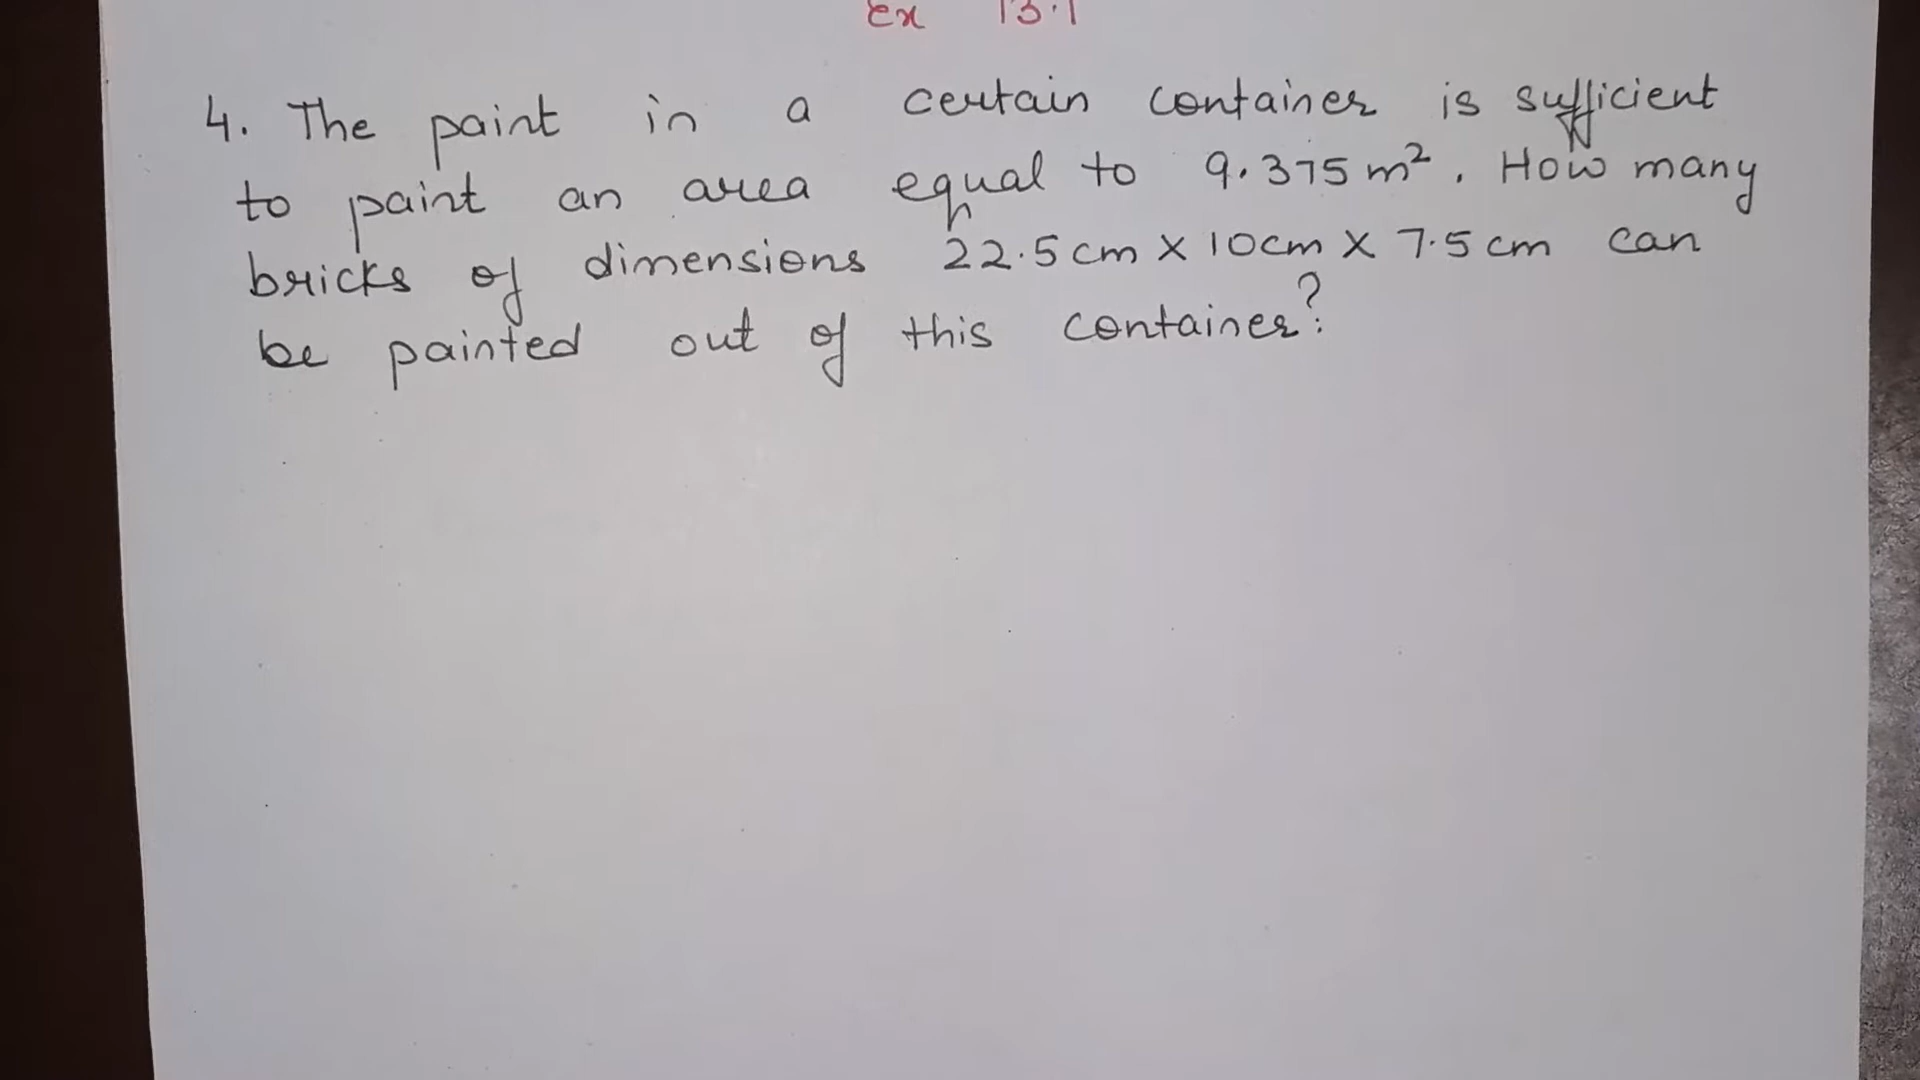 Ex 13.1
4. The paint in a certain container is sufficient
to paint an area equal to 9.375 m². How many
bricks of dimensions 22.5 cm × 10 cm × 7.5 cm can
be painted out of this container?